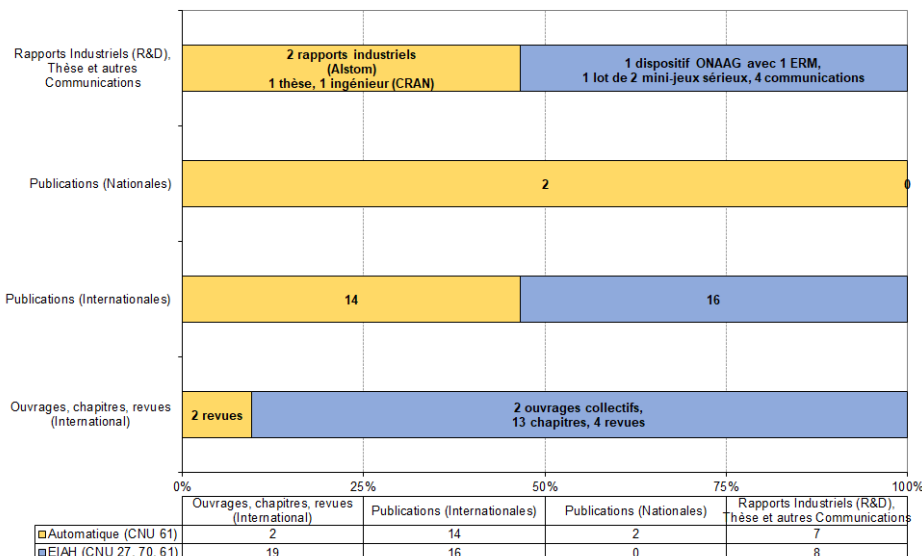 Rapports Industriels (R&D),
Thèse et autres
Communications
2 rapports industriels
(Alstom)
1 thèse, 1 ingénieur (CRAN)
1 dispositif ONAAG avec 1 ERM,
1 lot de 2 mini-jeux sérieux, 4 communications
Publications (Nationales)
2
0
Publications (Internationales)
14
16
Ouvrages, chapitres, revues
(International)
2 revues
2 ouvrages collectifs,
13 chapitres, 4 revues
0% 25% 50% 75% 100%
Ouvrages, chapitres, revues
(International)
Publications (Internationales)
Publications (Nationales)
Rapports Industriels (R&D),
Thèse et autres Communications
Automatique (CNU 61) 2 14 2 7
EIAH (CNU 27, 70, 61) 19 16 0 8